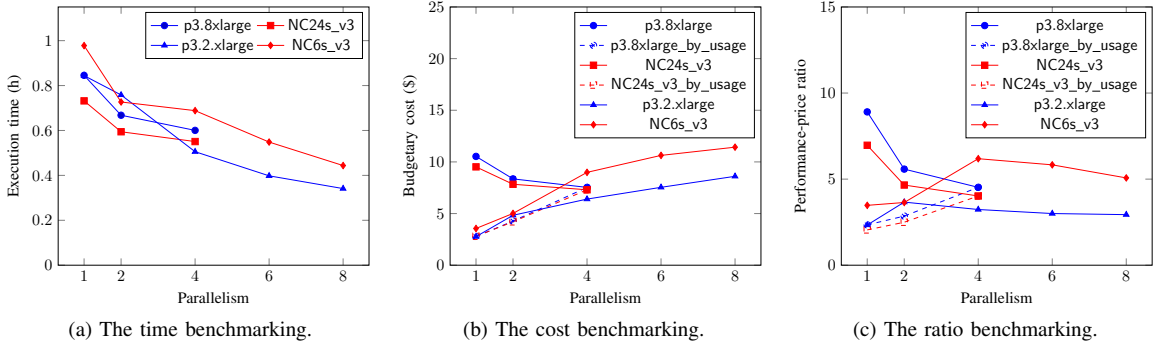 1
0.8
0.6
0.4
0.2
0
Execution time (h)
p3.8xlarge
NC24s_v3
p3.2.xlarge
NC6s_v3
1 2 4 6 8
Parallelism
(a) The time benchmarking.
25
20
15
10
5
0
Budgetary cost ($)
p3.8xlarge
p3.8xlarge_by_usage
NC24s_v3
NC24s_v3_by_usage
p3.2.xlarge
NC6s_v3
1 2 4 6 8
Parallelism
(b) The cost benchmarking.
15
10
5
0
Performance-price ratio
p3.8xlarge
p3.8xlarge_by_usage
NC24s_v3
NC24s_v3_by_usage
p3.2.xlarge
NC6s_v3
1 2 4 6 8
Parallelism
(c) The ratio benchmarking.